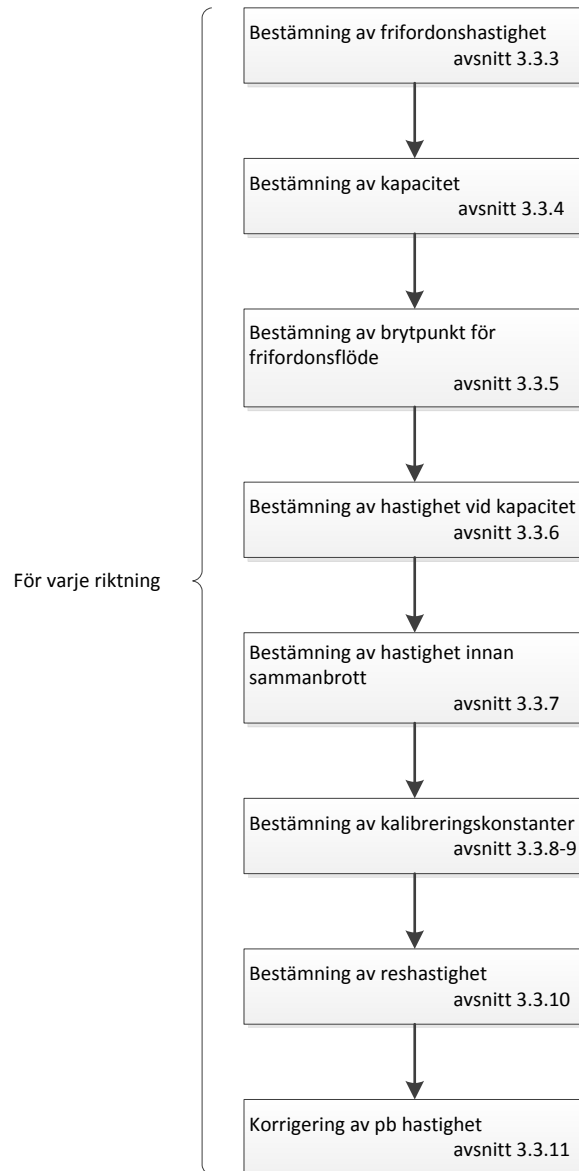 Bestämning av frifordonshastighet
avsnitt 3.3.3
Bestämning av kapacitet
avsnitt 3.3.4
Bestämning av brytpunkt för
frifordonsflöde
avsnitt 3.3.5
Bestämning av hastighet vid kapacitet
avsnitt 3.3.6
För varje riktning
Bestämning av hastighet innan
sammanbrott
avsnitt 3.3.7
Bestämning av kalibreringskonstanter
avsnitt 3.3.8-9
Bestämning av reshastighet
avsnitt 3.3.10
Korrigering av pb hastighet
avsnitt 3.3.11